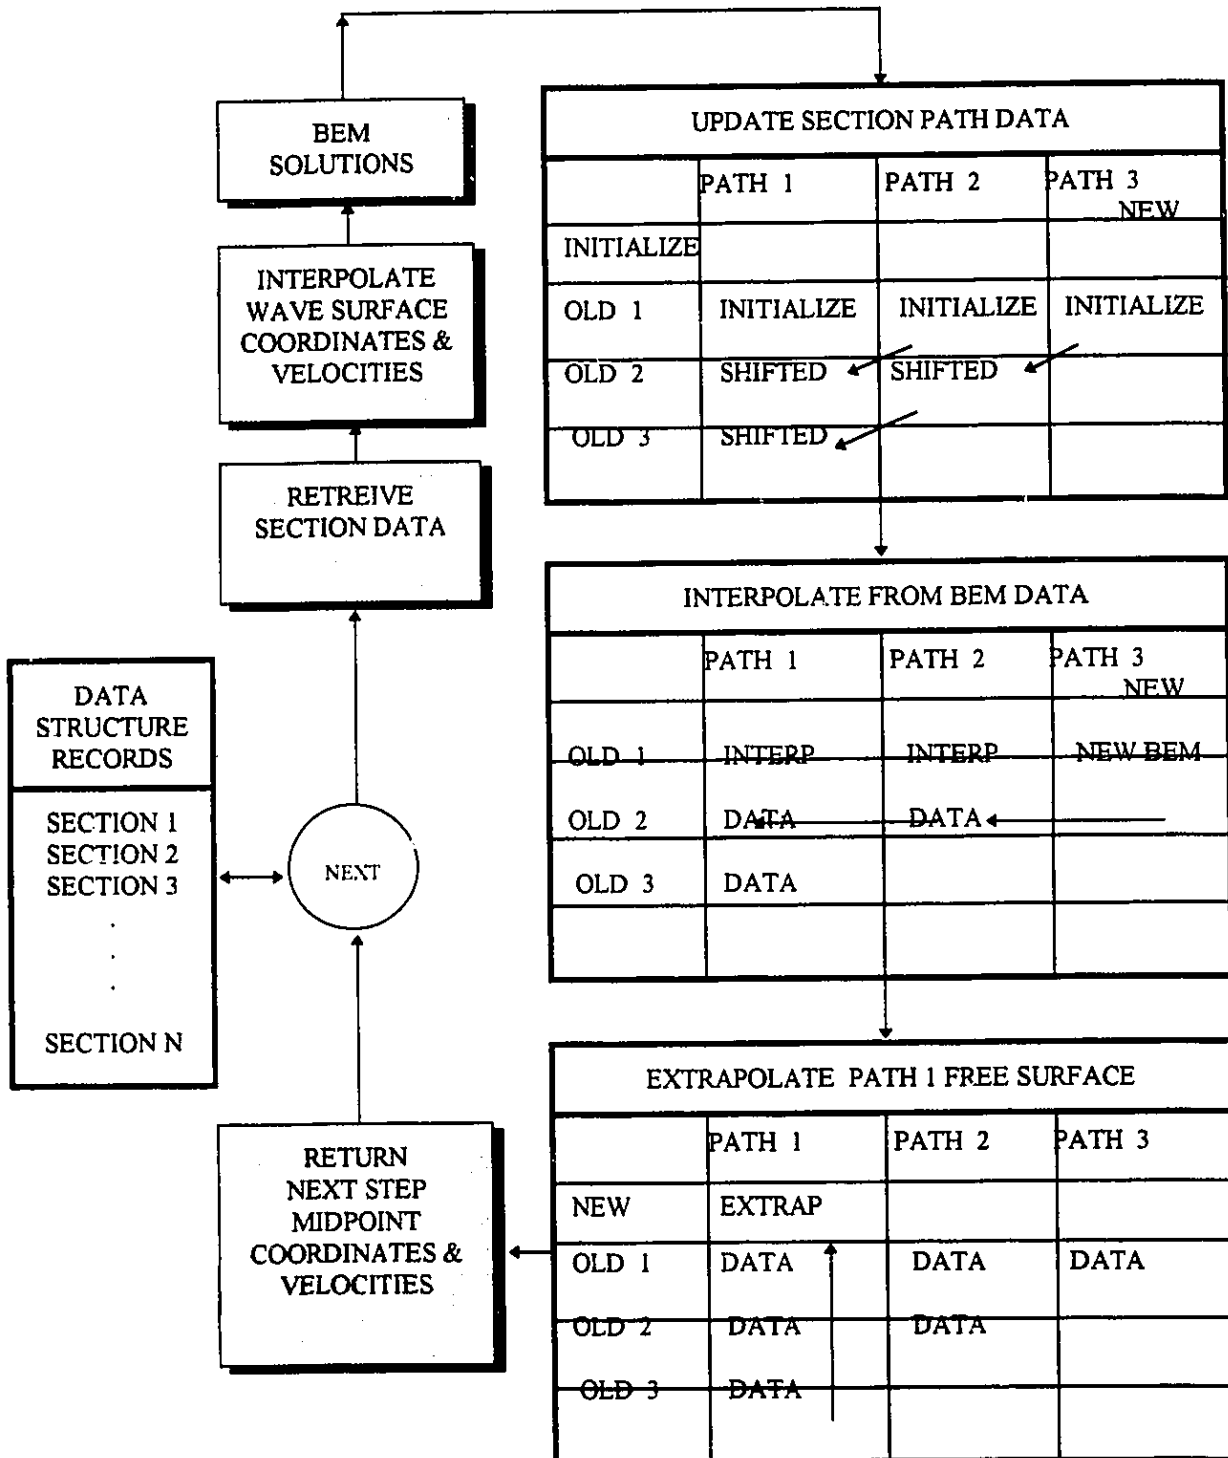 BEM
SOLUTIONS
INTERPOLATE
WAVE SURFACE
COORDINATES &
VELOCITIES
RETREIVE
SECTION DATA
DATA
STRUCTURE
RECORDS
SECTION 1
SECTION 2
SECTION 3
.
.
.
SECTION N
NEXT
RETURN
NEXT STEP
MIDPOINT
COORDINATES &
VELOCITIES
UPDATE SECTION PATH DATA
PATH 1 PATH 2 PATH 3
NEW
INITIALIZE
OLD 1 INITIALIZE INITIALIZE INITIALIZE
OLD 2 SHIFTED SHIFTED
OLD 3 SHIFTED
INTERPOLATE FROM BEM DATA
PATH 1 PATH 2 PATH 3
NEW
OLD 1 INTERP INTERP NEW BEM
OLD 2 DATA DATA
OLD 3 DATA
EXTRAPOLATE PATH 1 FREE SURFACE
PATH 1 PATH 2 PATH 3
NEW EXTRAP
OLD 1 DATA DATA DATA
OLD 2 DATA DATA
OLD 3 DATA